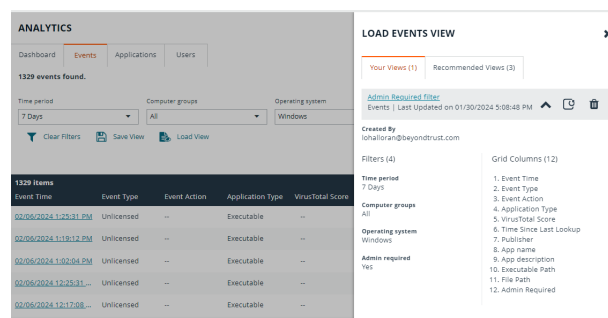 ANALYTICS
Dashboard Events Applications Users
1329 events found.
Time period Computer groups Operating system
7 Days All Windows
Clear Filters Save View Load View
1329 items
Event Time Event Type Event Action Application Type VirusTotal Score
02/06/2024 1:25:31 PM Unlicensed -- Executable --
02/06/2024 1:19:12 PM Unlicensed -- Executable --
02/06/2024 1:02:04 PM Unlicensed -- Executable --
02/06/2024 12:25:31 ... Unlicensed -- Executable --
02/06/2024 12:17:08 ... Unlicensed -- Executable --
LOAD EVENTS VIEW
Your Views (1) Recommended Views (3)
Admin Required filter
Events | Last Updated on 01/30/2024 5:08:48 PM
Created By
lohalloran@beyondtrust.com
Filters (4)
Time period
7 Days
Computer groups
All
Operating system
Windows
Admin required
Yes
Grid Columns (12)
1. Event Time
2. Event Type
3. Event Action
4. Application Type
5. VirusTotal Score
6. Time Since Last Lookup
7. Publisher
8. App name
9. App description
10. Executable Path
11. File Path
12. Admin Required